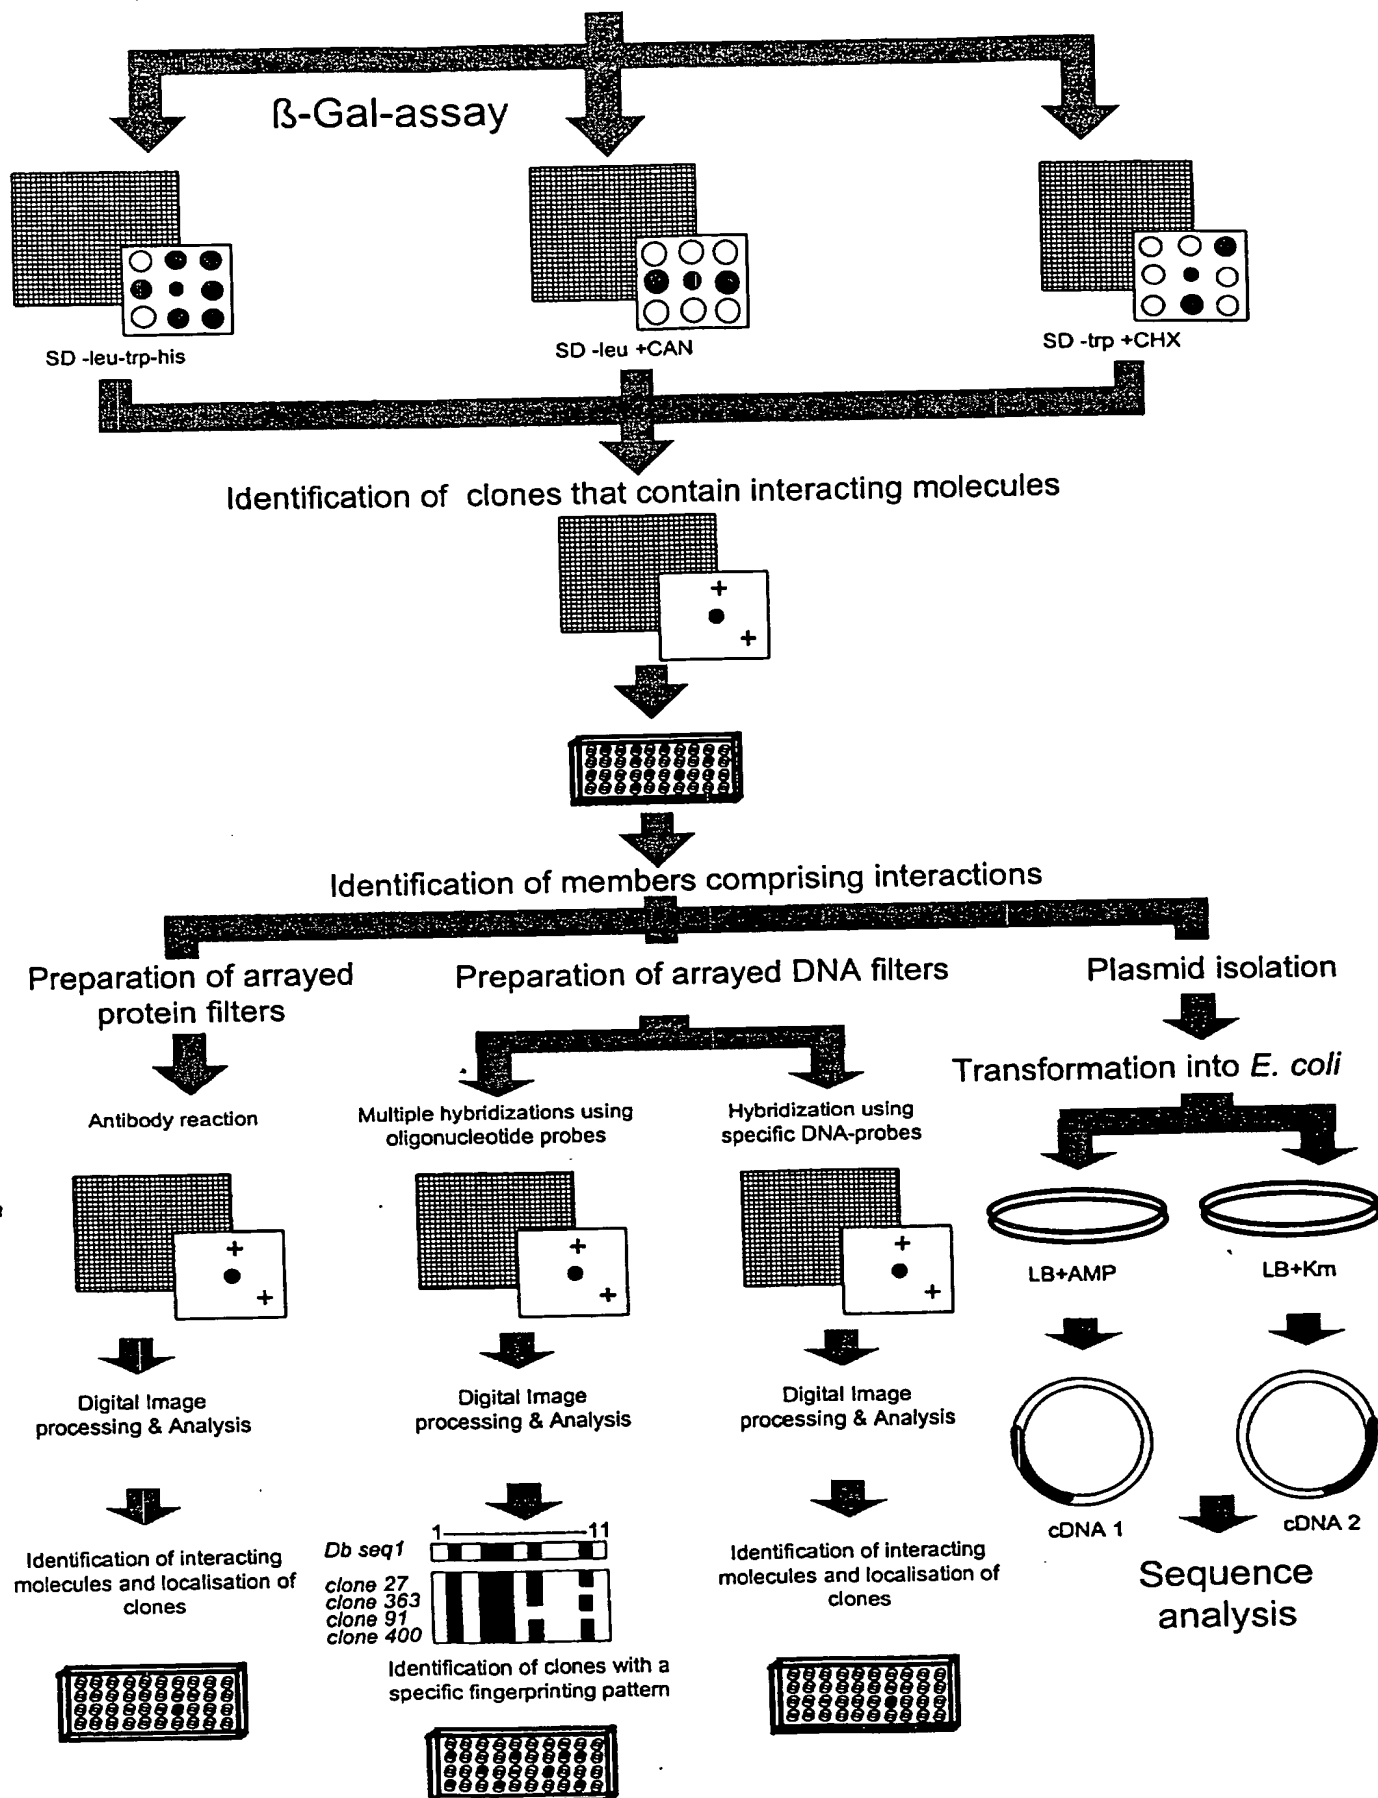 ß-Gal-assay
SD -leu-trp-his
SD -leu +CAN
SD -trp +CHX
Identification of clones that contain interacting molecules
Identification of members comprising interactions
Preparation of arrayed
protein filters
Preparation of arrayed DNA filters
Plasmid isolation
Transformation into E. coli
Antibody reaction
Multiple hybridizations using
oligonucleotide probes
Hybridization using
specific DNA-probes
LB+AMP
LB+Km
Digital Image
processing & Analysis
Digital Image
processing & Analysis
Digital Image
processing & Analysis
cDNA 1
cDNA 2
Sequence
analysis
Identification of interacting
molecules and localisation of
clones
1 11
Db seq1
clone 27
clone 363
clone 91
clone 400
Identification of clones with a
specific fingerprinting pattern
Identification of interacting
molecules and localisation of
clones